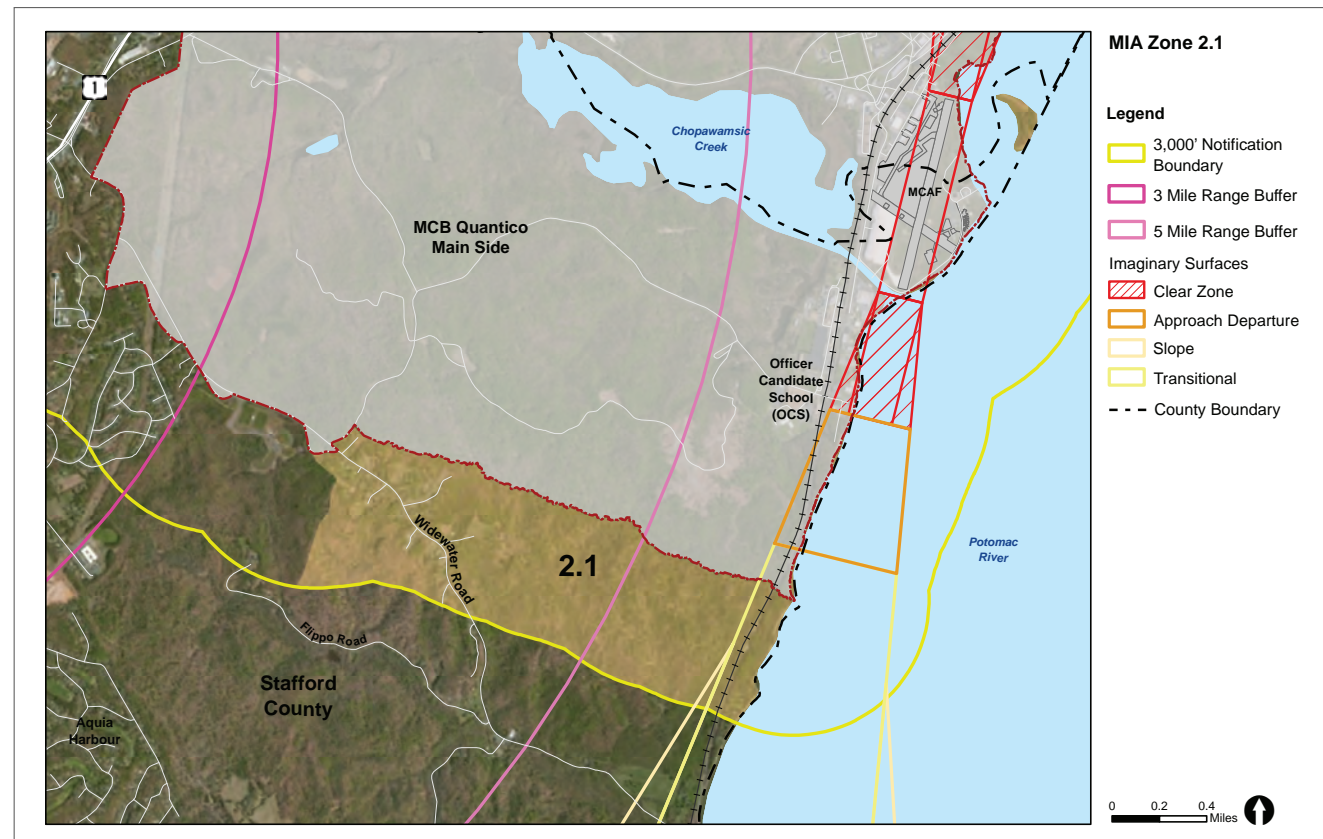 MIA Zone 2.1
Legend
3,000’ Notification
Boundary
3 Mile Range Buffer
5 Mile Range Buffer
Imaginary Surfaces
Clear Zone
Approach Departure
Slope
Transitional
County Boundary
0 0.2 0.4
Miles
1
Chopawamsic
Creek
MCAF
MCB Quantico
Main Side
Officer
Candidate
School
(OCS)
Potomac
River
2.1
Widewater Road
Flippo Road
Stafford
County
Aquia
Harbour